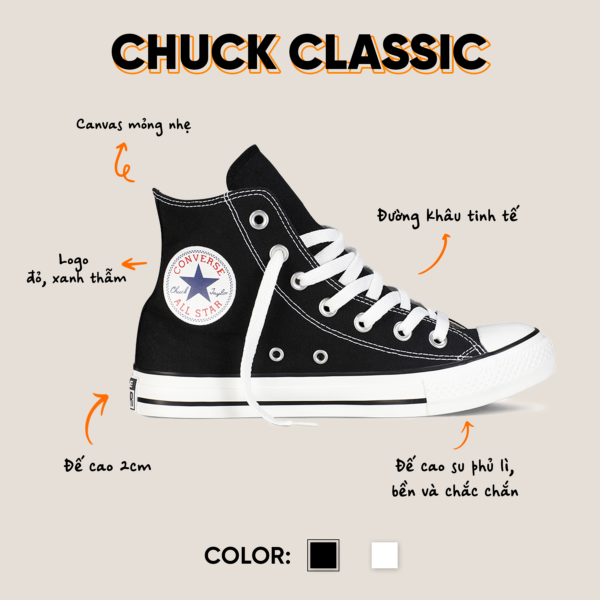 CHUCK CLASSIC
Canvas mỏng nhẹ
Đường khâu tinh tế
Logo
đỏ, xanh thẫm
CONVERSE
Chuck Taylor
ALL STAR
Đế cao 2cm
Đế cao su phủ lì,
bền và chắc chắn
COLOR: